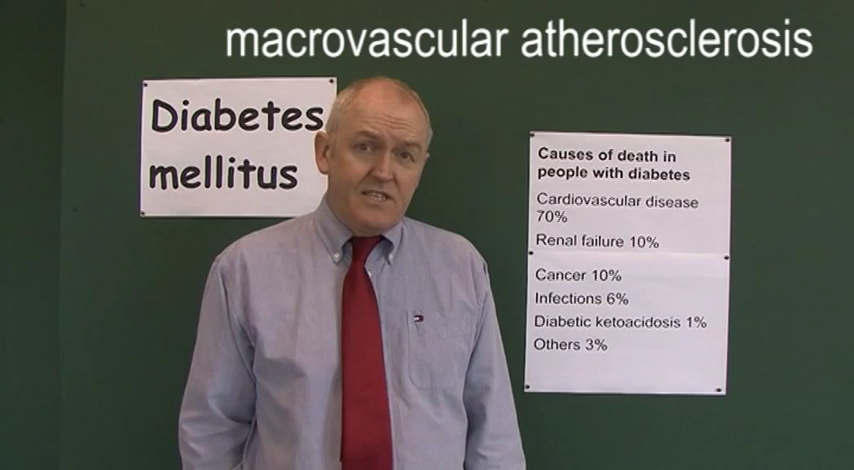 macrovascular atherosclerosis
Diabetes
mellitus
Causes of death in
people with diabetes
Cardiovascular disease
70%
Renal failure 10%
Cancer 10%
Infections 6%
Diabetic ketoacidosis 1%
Others 3%